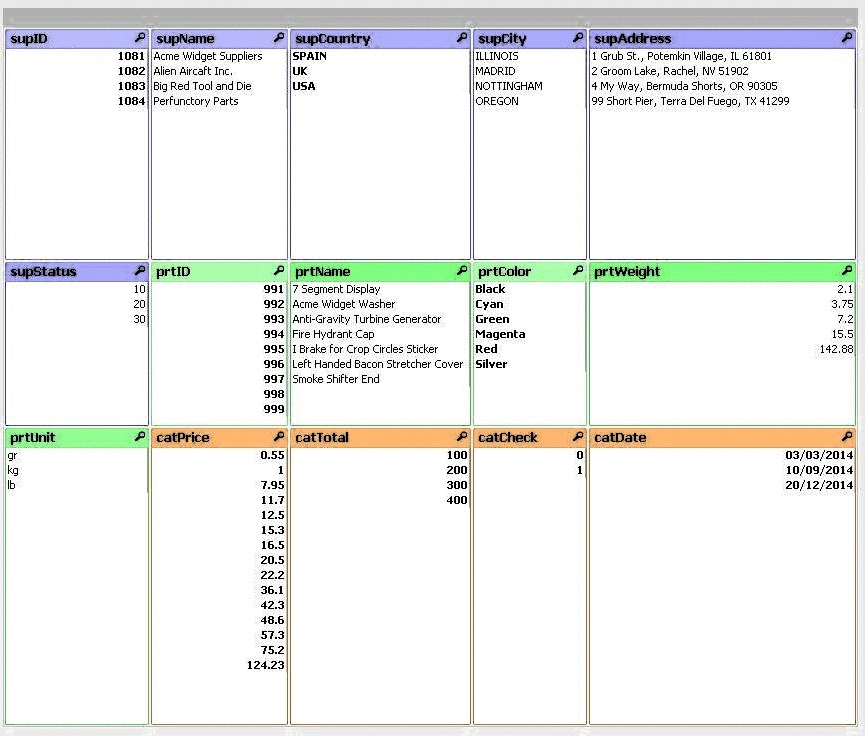 supID supName supCountry supCity supAddress
1081 Acme Widget Suppliers SPAIN ILLINOIS 1 Grub St., Potemkin Village, IL 61801
1082 Alien Aircaft Inc. UK MADRID 2 Groom Lake, Rachel, NV 51902
1083 Big Red Tool and Die USA NOTTINGHAM 4 My Way, Bermuda Shorts, OR 90305
1084 Perfunctory Parts OREGON 99 Short Pier, Terra Del Fuego, TX 41299
supStatus prtID prtName prtColor prtWeight
10 991 7 Segment Display Black 2.1
20 992 Acme Widget Washer Cyan 3.75
30 993 Anti-Gravity Turbine Generator Green 7.2
994 Fire Hydrant Cap Magenta 15.5
995 I Brake for Crop Circles Sticker Red 142.88
996 Left Handed Bacon Stretcher Cover Silver
997 Smoke Shifter End
998
999
prtUnit catPrice catTotal catCheck catDate
gr 0.55 100 0 03/03/2014
kg 1 200 1 10/09/2014
lb 7.95 300 20/12/2014
11.7 400
12.5
15.3
16.5
20.5
22.2
36.1
42.3
48.6
57.3
75.2
124.23